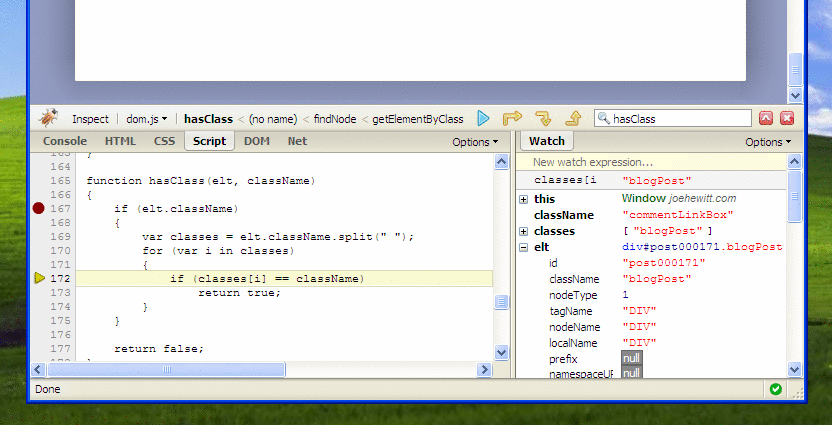 Inspect dom.js hasClass < (no name) < findNode < getElementByClass hasClass
Console HTML CSS Script DOM Net Options
163 }
164
165 function hasClass(elt, className)
166 {
167 if (elt.className)
168 {
169 var classes = elt.className.split(" ");
170 for (var i in classes)
171 {
172 if (classes[i] == className)
173 return true;
174 }
175 }
176
177 return false;
Watch Options
New watch expression...
classes[i "blogPost"
this Window joehewitt.com
className "commentLinkBox"
classes ["blogPost"]
elt div#post000171.blogPost
id "post000171"
className "blogPost"
nodeType 1
tagName "DIV"
nodeName "DIV"
localName "DIV"
prefix null
namespaceUR null
Done